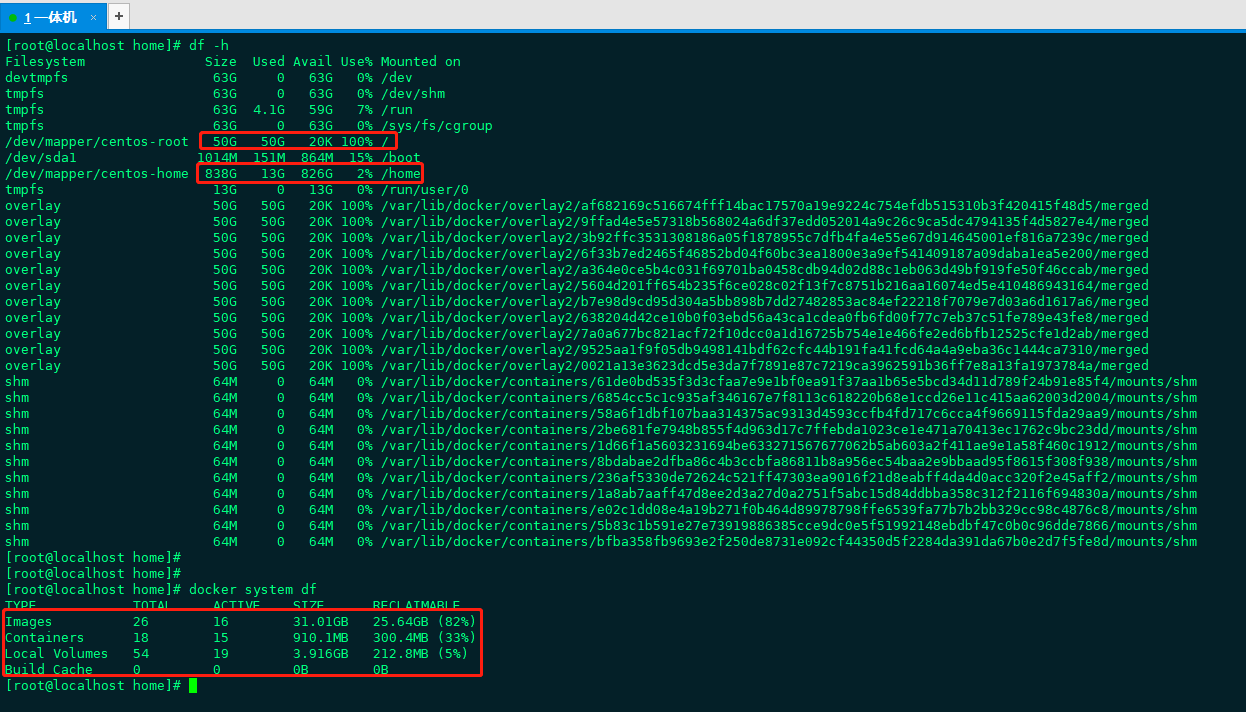 1 一体机 × +
[root@localhost home]# df -h
Filesystem Size Used Avail Use% Mounted on
devtmpfs 63G 0 63G 0% /dev
tmpfs 63G 0 63G 0% /dev/shm
tmpfs 63G 4.1G 59G 7% /run
tmpfs 63G 0 63G 0% /sys/fs/cgroup
/dev/mapper/centos-root 50G 50G 20K 100% /
/dev/sda1 1014M 151M 864M 15% /boot
/dev/mapper/centos-home 838G 13G 826G 2% /home
tmpfs 13G 0 13G 0% /run/user/0
overlay 50G 50G 20K 100% /var/lib/docker/overlay2/af682169c516674fff14bac17570a19e9224c754efdb515310b3f420415f48d5/merged
overlay 50G 50G 20K 100% /var/lib/docker/overlay2/9ffad4e5e57318b568024a6df37edd052014a9c26c9ca5dc4794135f4d5827e4/merged
overlay 50G 50G 20K 100% /var/lib/docker/overlay2/3b92ffc3531308186a05f1878955c7dfb4fa4e55e67d914645001ef816a7239c/merged
overlay 50G 50G 20K 100% /var/lib/docker/overlay2/6f33b7ed2465f46852bd04f60bc3ea1800e3a9ef541409187a09daba1ea5e200/merged
overlay 50G 50G 20K 100% /var/lib/docker/overlay2/a364e0ce5b4c031f69701ba0458cdb94d02d88c1eb063d49bf919fe50f46ccab/merged
overlay 50G 50G 20K 100% /var/lib/docker/overlay2/5604d201ff654b235f6ce028c02f13f7c8751b216aa16074ed5e410486943164/merged
overlay 50G 50G 20K 100% /var/lib/docker/overlay2/b7e98d9cd95d304a5bb898b7dd27482853ac84ef22218f7079e7d03a6d1617a6/merged
overlay 50G 50G 20K 100% /var/lib/docker/overlay2/638204d42ce10b0f03ebd56a43ca1cdea0fb6fd00f77c7eb37c51fe789e43fe8/merged
overlay 50G 50G 20K 100% /var/lib/docker/overlay2/7a0a677bc821acf72f10dcc0a1d16725b754e1e466fe2ed6bfb12525cfe1d2ab/merged
overlay 50G 50G 20K 100% /var/lib/docker/overlay2/9525aa1f9f05db9498141bdf62cfc44b191fa41fcd64a4a9eba36c1444ca7310/merged
overlay 50G 50G 20K 100% /var/lib/docker/overlay2/0021a13e3623dcd5e3da7f7891e87c7219ca3962591b36ff7e8a13fa1973784a/merged
shm 64M 0 64M 0% /var/lib/docker/containers/61de0bd535f3d3cfaa7e9e1bf0ea91f37aa1b65e5bcd34d11d789f24b91e85f4/mounts/shm
shm 64M 0 64M 0% /var/lib/docker/containers/6854cc5c1c935af346167e7f8113c618220b68e1ccd26e11c415aa62003d2004/mounts/shm
shm 64M 0 64M 0% /var/lib/docker/containers/58a6f1dbf107baa314375ac9313d4593ccfb4fd717c6cca4f9669115fda29aa9/mounts/shm
shm 64M 0 64M 0% /var/lib/docker/containers/2be681fe7948b855f4d963d17c7ffebda1023ce1e471a70413ec1762c9bc23dd/mounts/shm
shm 64M 0 64M 0% /var/lib/docker/containers/1d66f1a5603231694be633271567677062b5ab603a2f411ae9e1a58f460c1912/mounts/shm
shm 64M 0 64M 0% /var/lib/docker/containers/8bdabae2dfba86c4b3ccbfa86811b8a956ec54baa2e9bbaad95f8615f308f938/mounts/shm
shm 64M 0 64M 0% /var/lib/docker/containers/236af5330de72624c521ff47303ea9016f21d8eabff4da4d0acc320f2e45aff2/mounts/shm
shm 64M 0 64M 0% /var/lib/docker/containers/1a8ab7aaff47d8ee2d3a27d0a2751f5abc15d84ddbba358c312f2116f694830a/mounts/shm
shm 64M 0 64M 0% /var/lib/docker/containers/e02c1dd08e4a19b271f0b464d89978798ffe6539fa77b7b2bb329cc98c4876c8/mounts/shm
shm 64M 0 64M 0% /var/lib/docker/containers/5b83c1b591e27e73919886385cce9dc0e5f51992148ebdbf47c0b0c96dde7866/mounts/shm
shm 64M 0 64M 0% /var/lib/docker/containers/bfba358fb9693e2f250de8731e092cf44350d5f2284da391da67b0e2d7f5fe8d/mounts/shm
[root@localhost home]#
[root@localhost home]#
[root@localhost home]# docker system df
TYPE TOTAL ACTIVE SIZE RECLAIMABLE
Images 26 16 31.01GB 25.64GB (82%)
Containers 18 15 910.1MB 300.4MB (33%)
Local Volumes 54 19 3.916GB 212.8MB (5%)
Build Cache 0 0 0B 0B
[root@localhost home]#